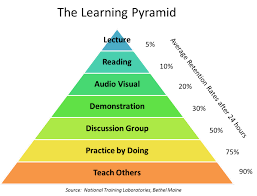 The Learning Pyramid
Lecture
5%
Reading
10%
Audio Visual
20%
Demonstration
30%
Discussion Group
50%
Practice by Doing
75%
Teach Others
90%
Average Retention Rates after 24 hours
Source: National Training Laboratories, Bethel Maine